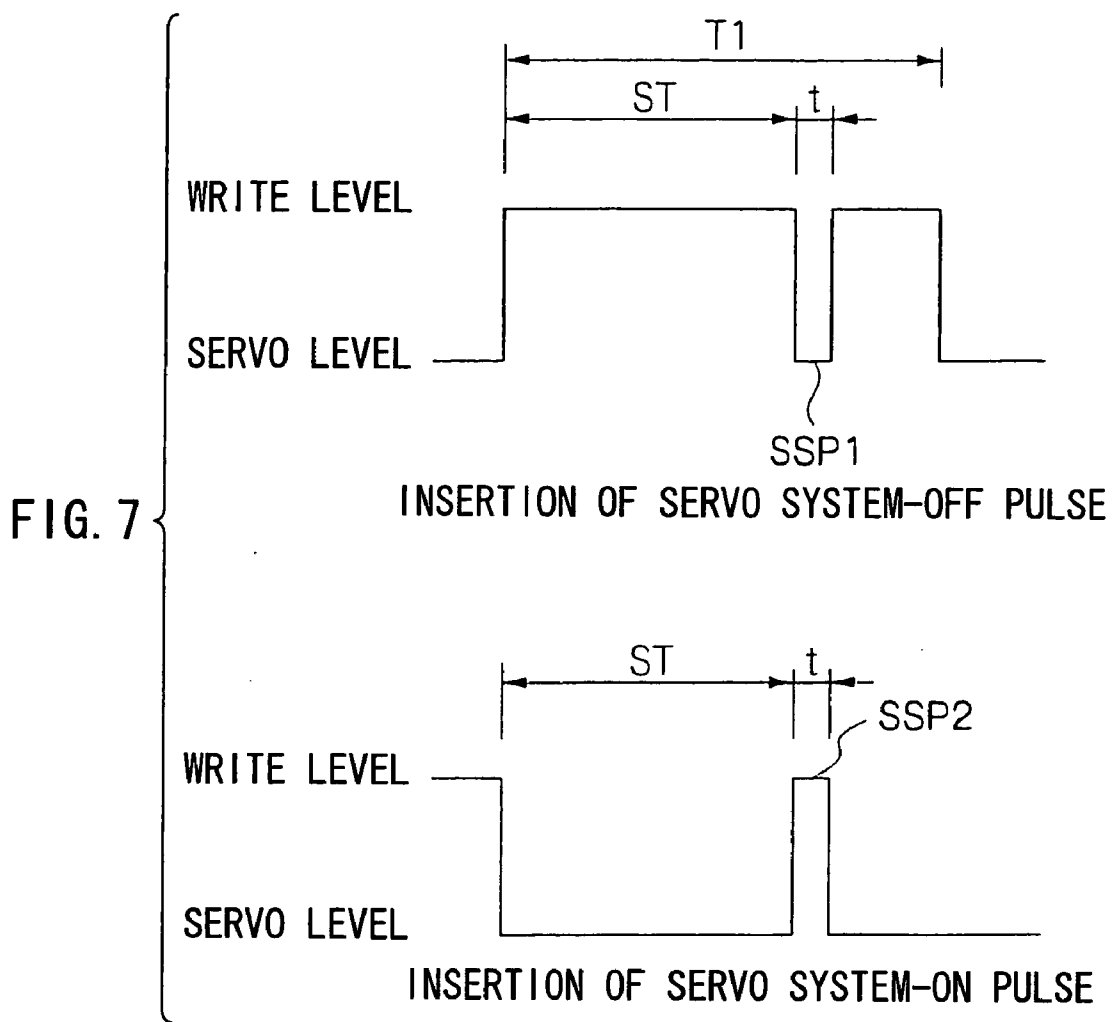 T1
ST t
WRITE LEVEL
SERVO LEVEL
SSP1
INSERTION OF SERVO SYSTEM-OFF PULSE
FIG. 7
ST t
SSP2
WRITE LEVEL
SERVO LEVEL
INSERTION OF SERVO SYSTEM-ON PULSE